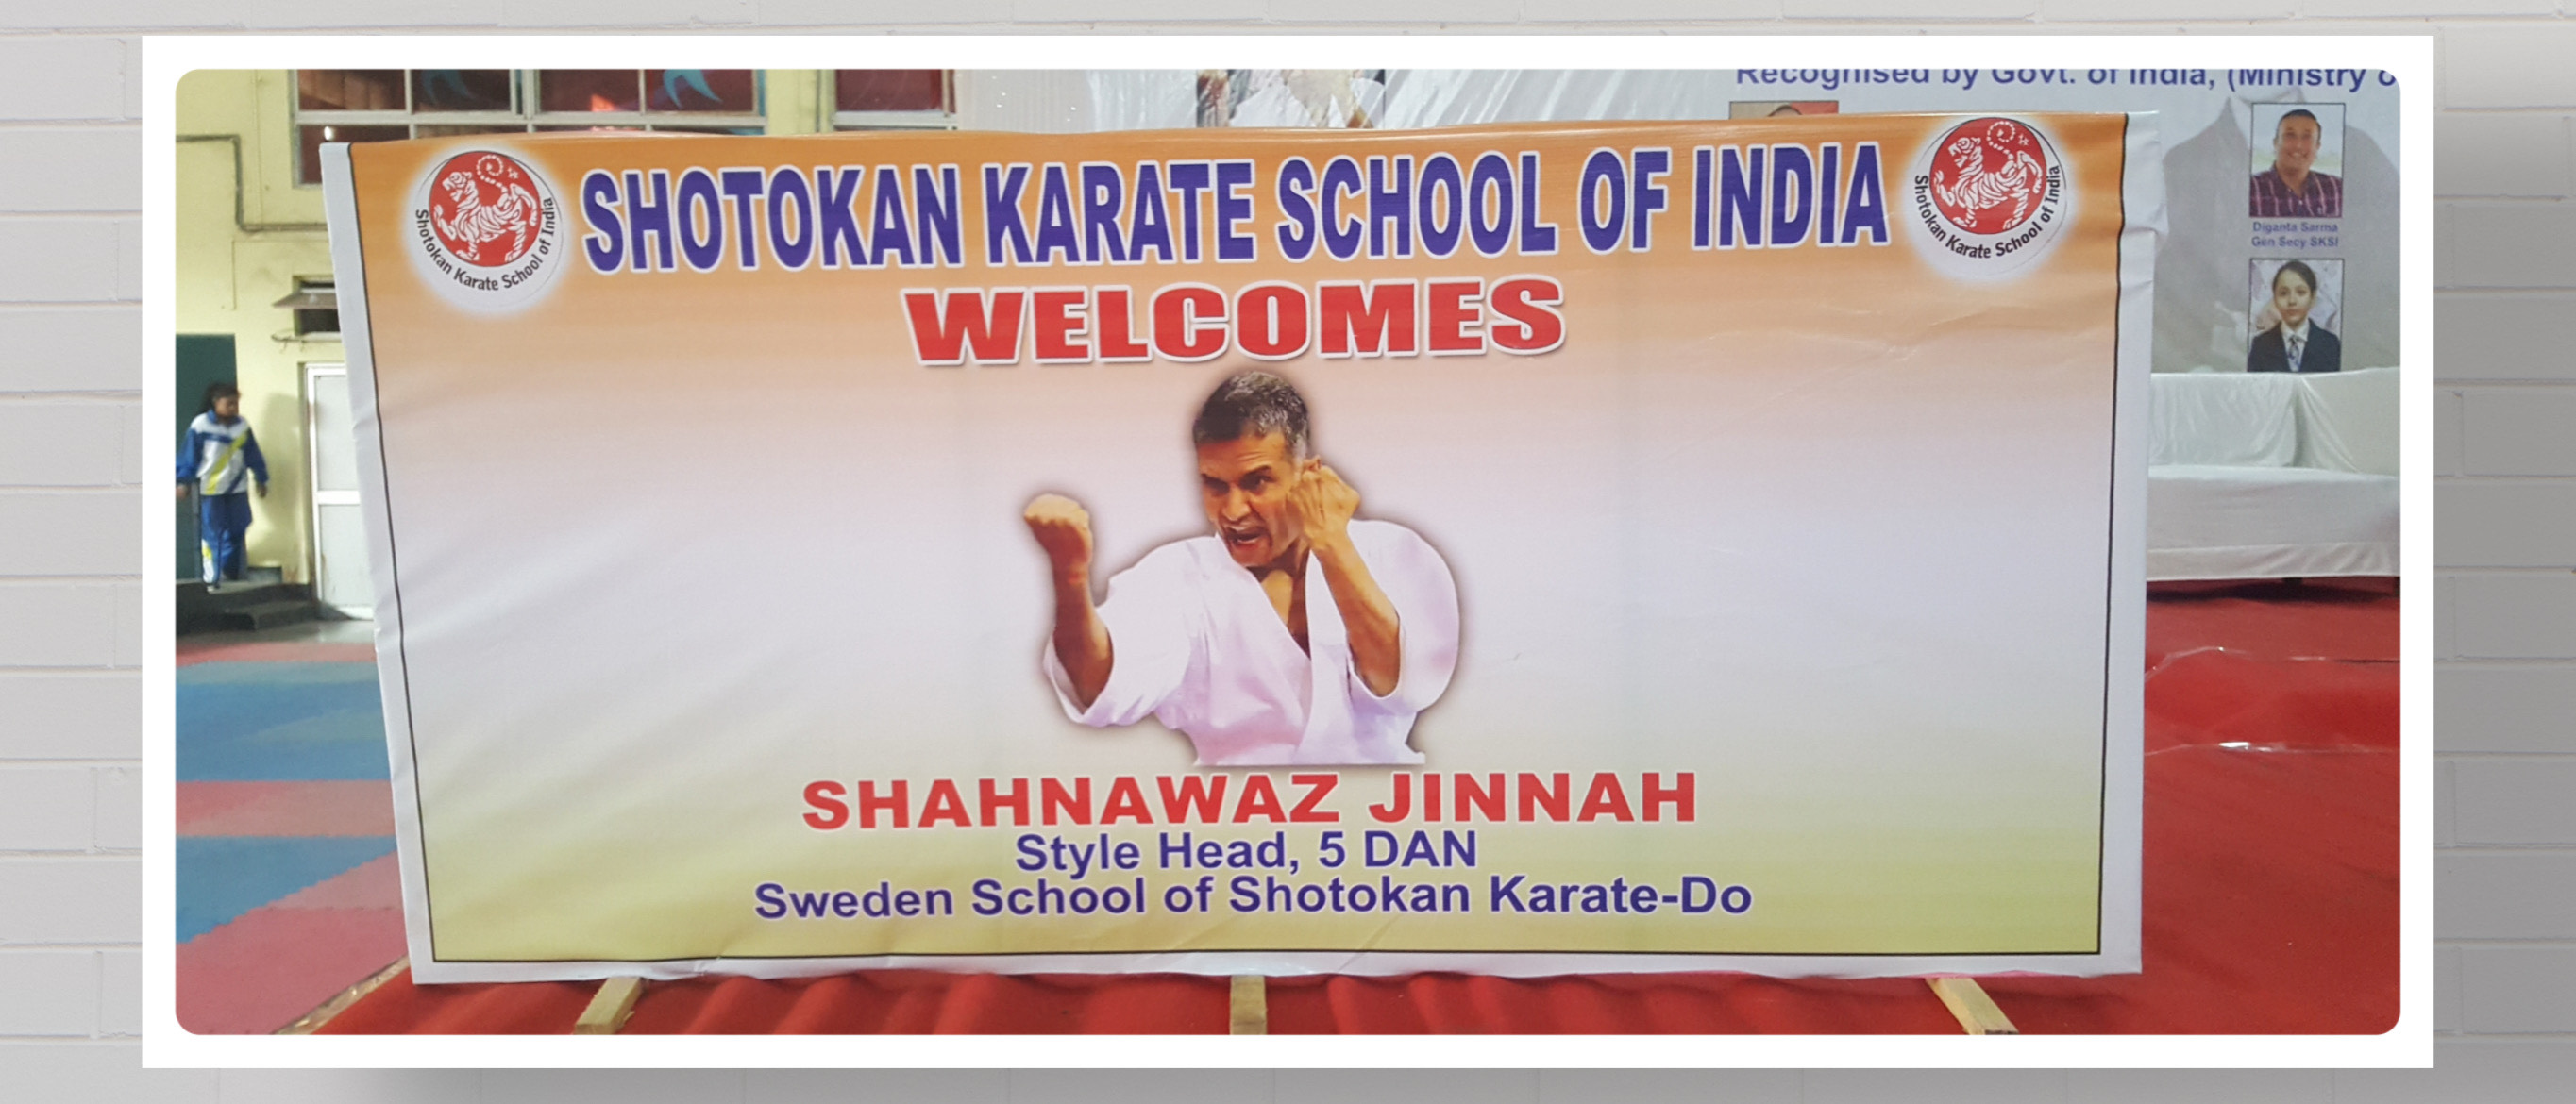 Recognised by Govt. of India, (Ministry o
SHOTOKAN KARATE SCHOOL OF INDIA
Shotokan Karate School of India
Shotokan Karate School of India
WELCOMES
Diganta Sarma
Gen Secy SKSI
SHAHNAWAZ JINNAH
Style Head, 5 DAN
Sweden School of Shotokan Karate-Do